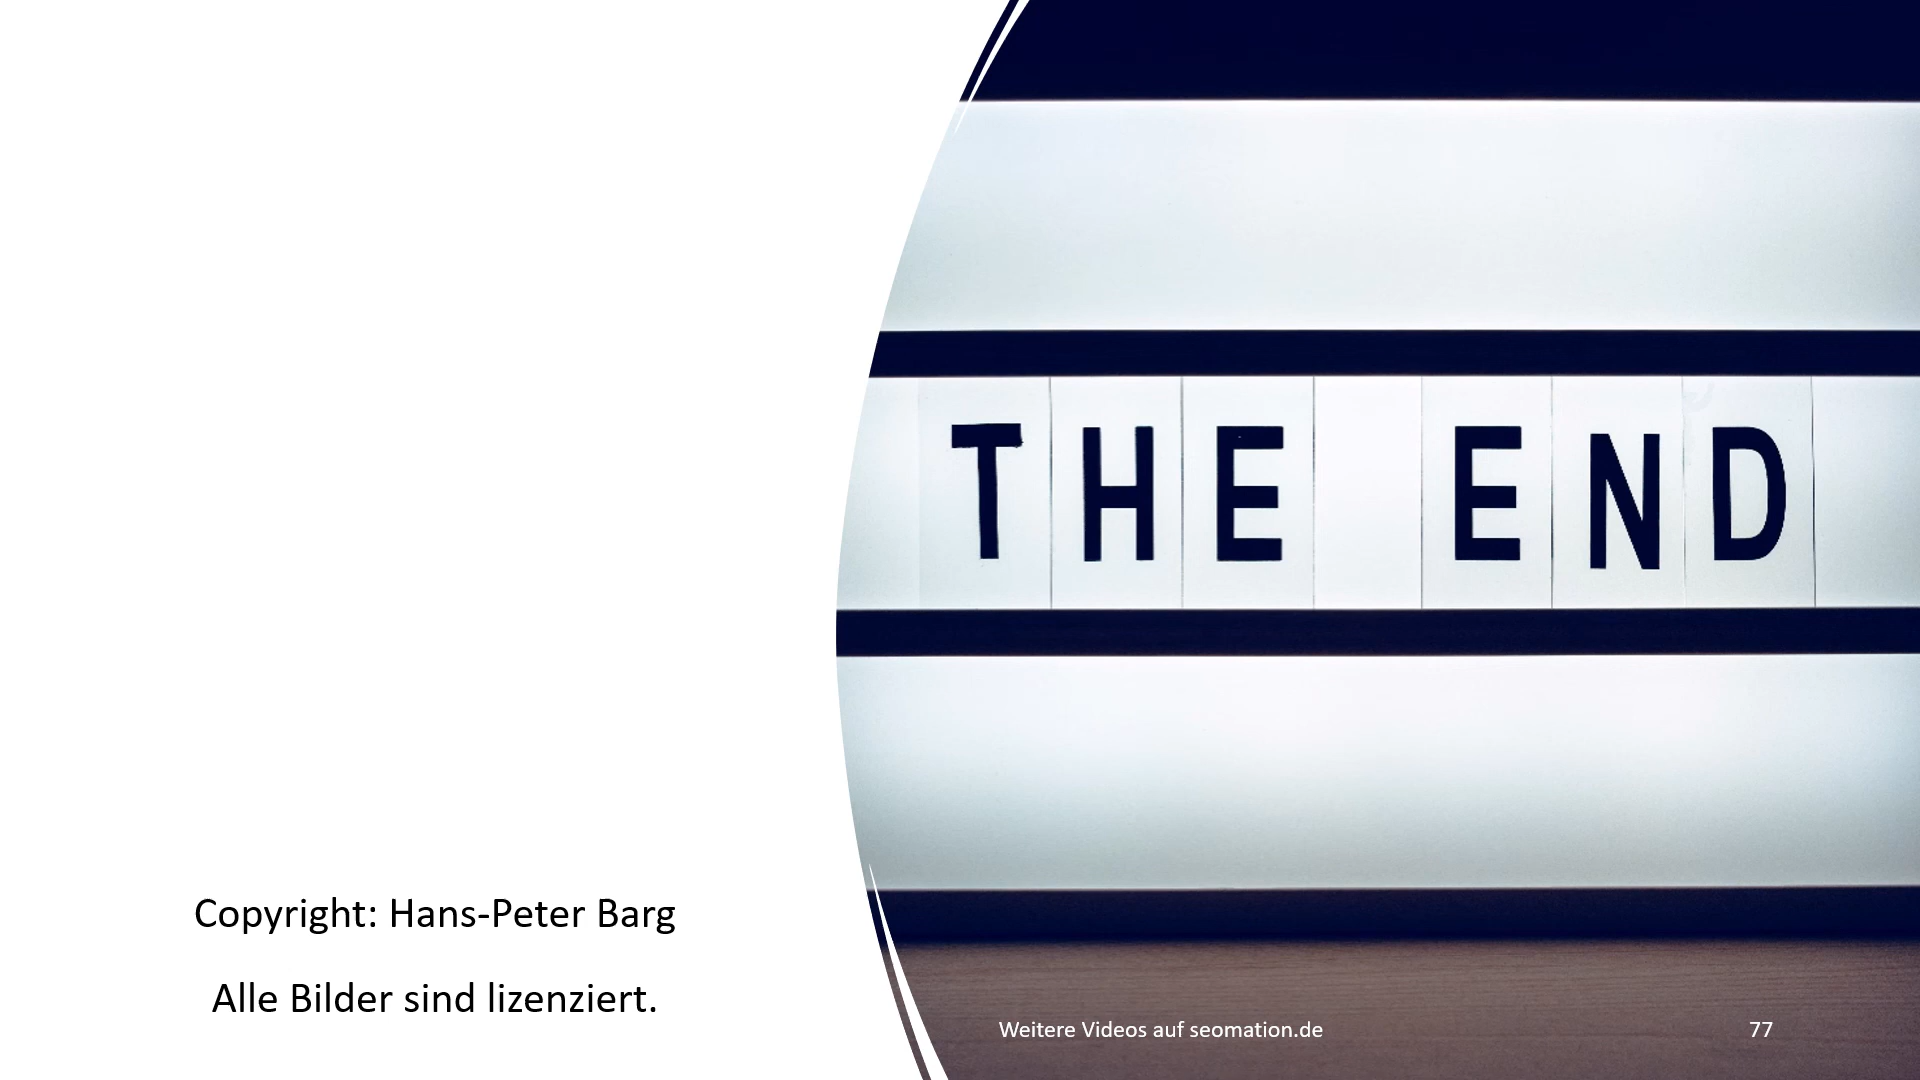 THE END
Copyright: Hans-Peter Barg
Alle Bilder sind lizenziert.
Weitere Videos auf seomation.de
77